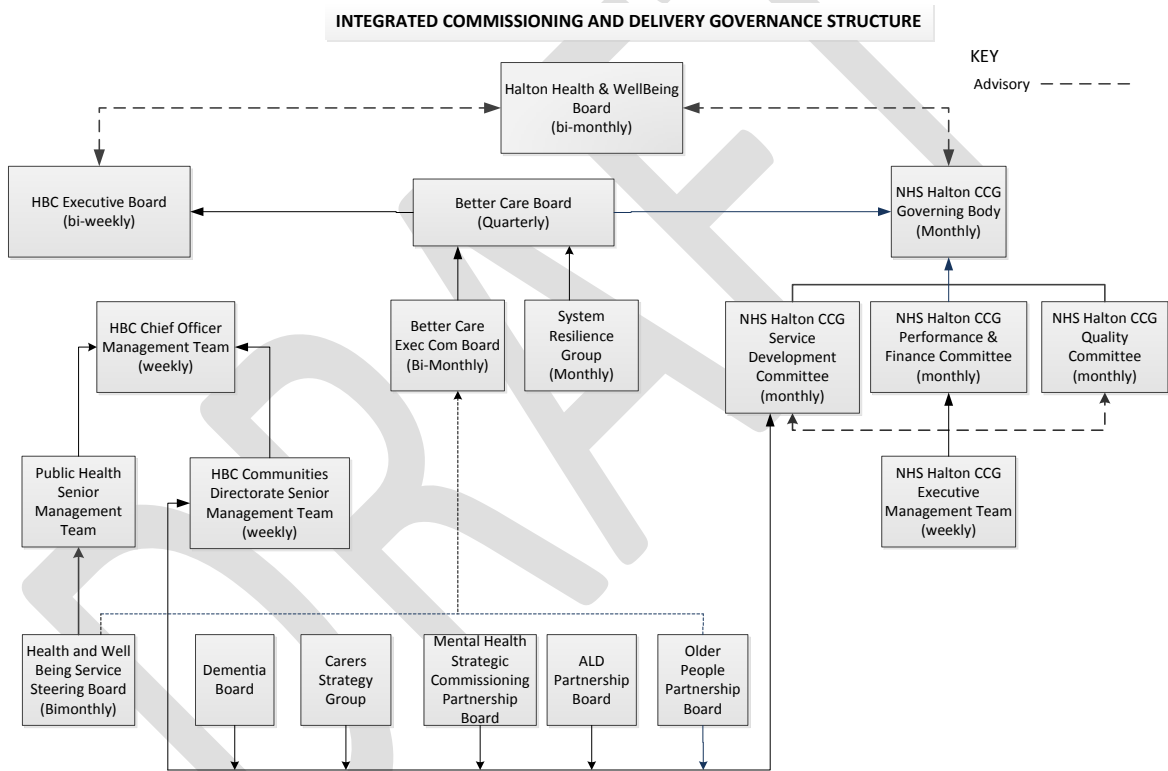 INTEGRATED COMMISSIONING AND DELIVERY GOVERNANCE STRUCTURE
KEY
Advisory
Halton Health & WellBeing
Board
(bi-monthly)
HBC Executive Board
(bi-weekly)
Better Care Board
(Quarterly)
NHS Halton CCG
Governing Body
(Monthly)
HBC Chief Officer
Management Team
(weekly)
Better Care
Exec Com Board
(Bi-Monthly)
System
Resilience
Group
(Monthly)
NHS Halton CCG
Service
Development
Committee
(monthly)
NHS Halton CCG
Performance &
Finance Committee
(monthly)
NHS Halton CCG
Quality
Committee
(monthly)
Public Health
Senior
Management
Team
HBC Communities
Directorate Senior
Management Team
(weekly)
NHS Halton CCG
Executive
Management Team
(weekly)
Health and Well
Being Service
Steering Board
(Bimonthly)
Dementia
Board
Carers
Strategy
Group
Mental Health
Strategic
Commissioning
Partnership
Board
ALD
Partnership
Board
Older
People
Partnership
Board
DRAFT